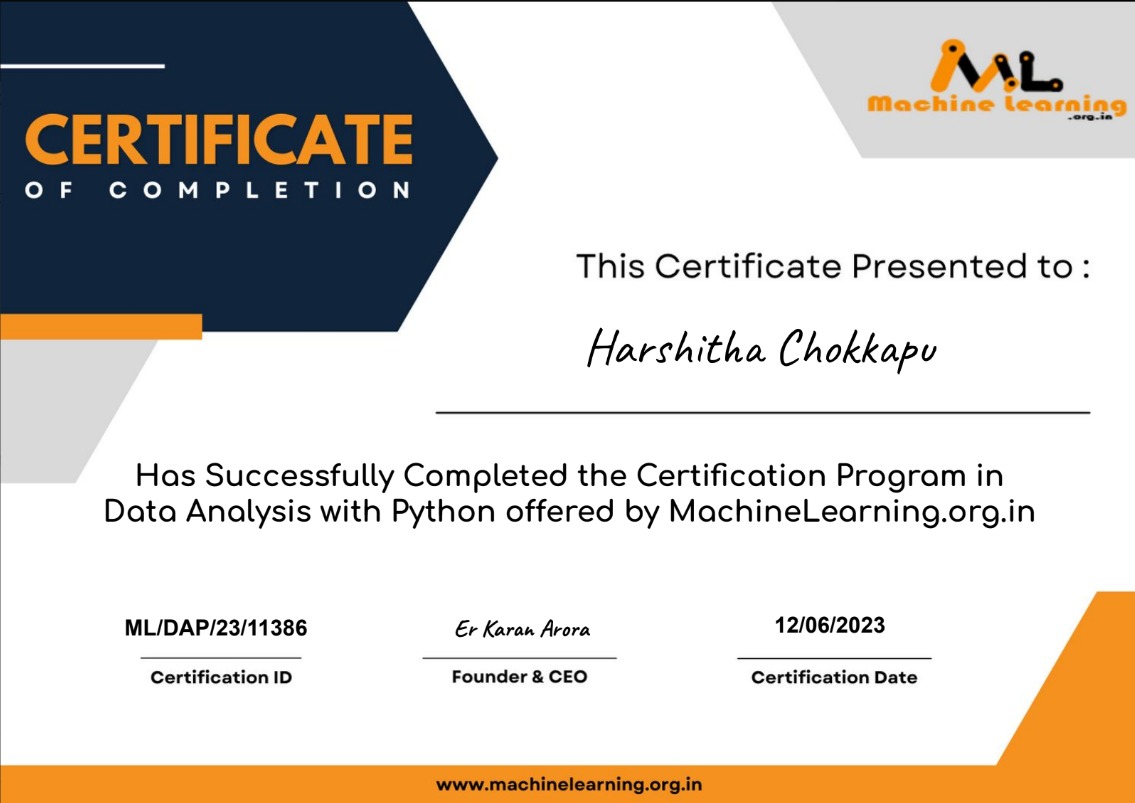 CERTIFICATE
OF COMPLETION
ML
Machine Learning
.org.in
This Certificate Presented to :
Harshitha Chokkapu
Has Successfully Completed the Certification Program in
Data Analysis with Python offered by MachineLearning.org.in
ML/DAP/23/11386
Certification ID
Er Karan Arora
Founder & CEO
12/06/2023
Certification Date
www.machinelearning.org.in